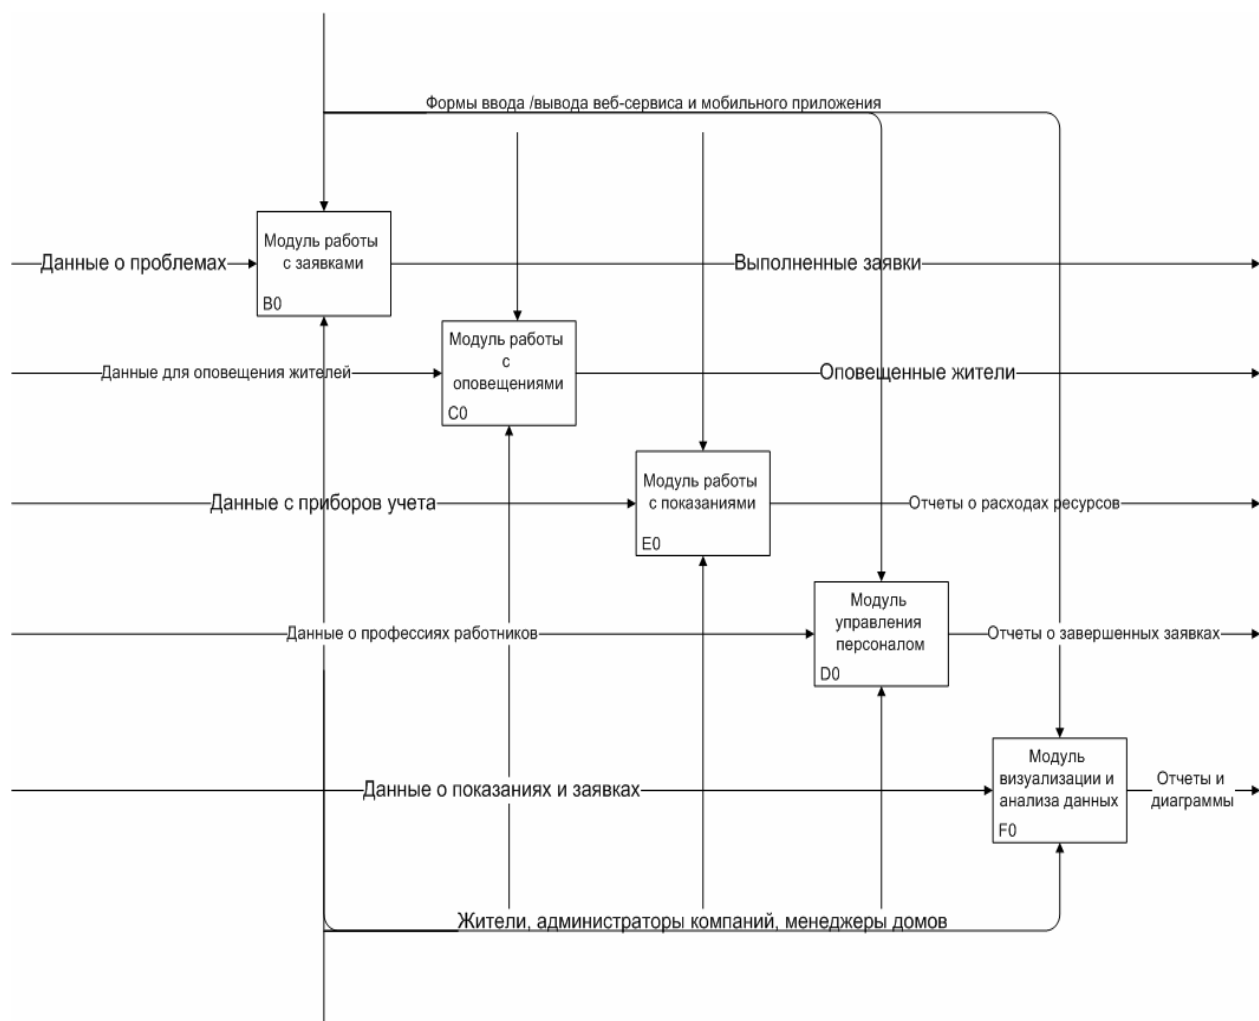 Формы ввода /вывода веб-сервиса и мобильного приложения
Данные о проблемах
Модуль работы
с заявками
B0
Выполненные заявки
Данные для оповещения жителей
Модуль работы
с
оповещениями
C0
Оповещенные жители
Данные с приборов учета
Модуль работы
с показаниями
E0
Отчеты о расходах ресурсов
Данные о профессиях работников
Модуль
управления
персоналом
D0
Отчеты о завершенных заявках
Данные о показаниях и заявках
Модуль
визуализации и
анализа данных
F0
Отчеты и
диаграммы
Жители, администраторы компаний, менеджеры домов